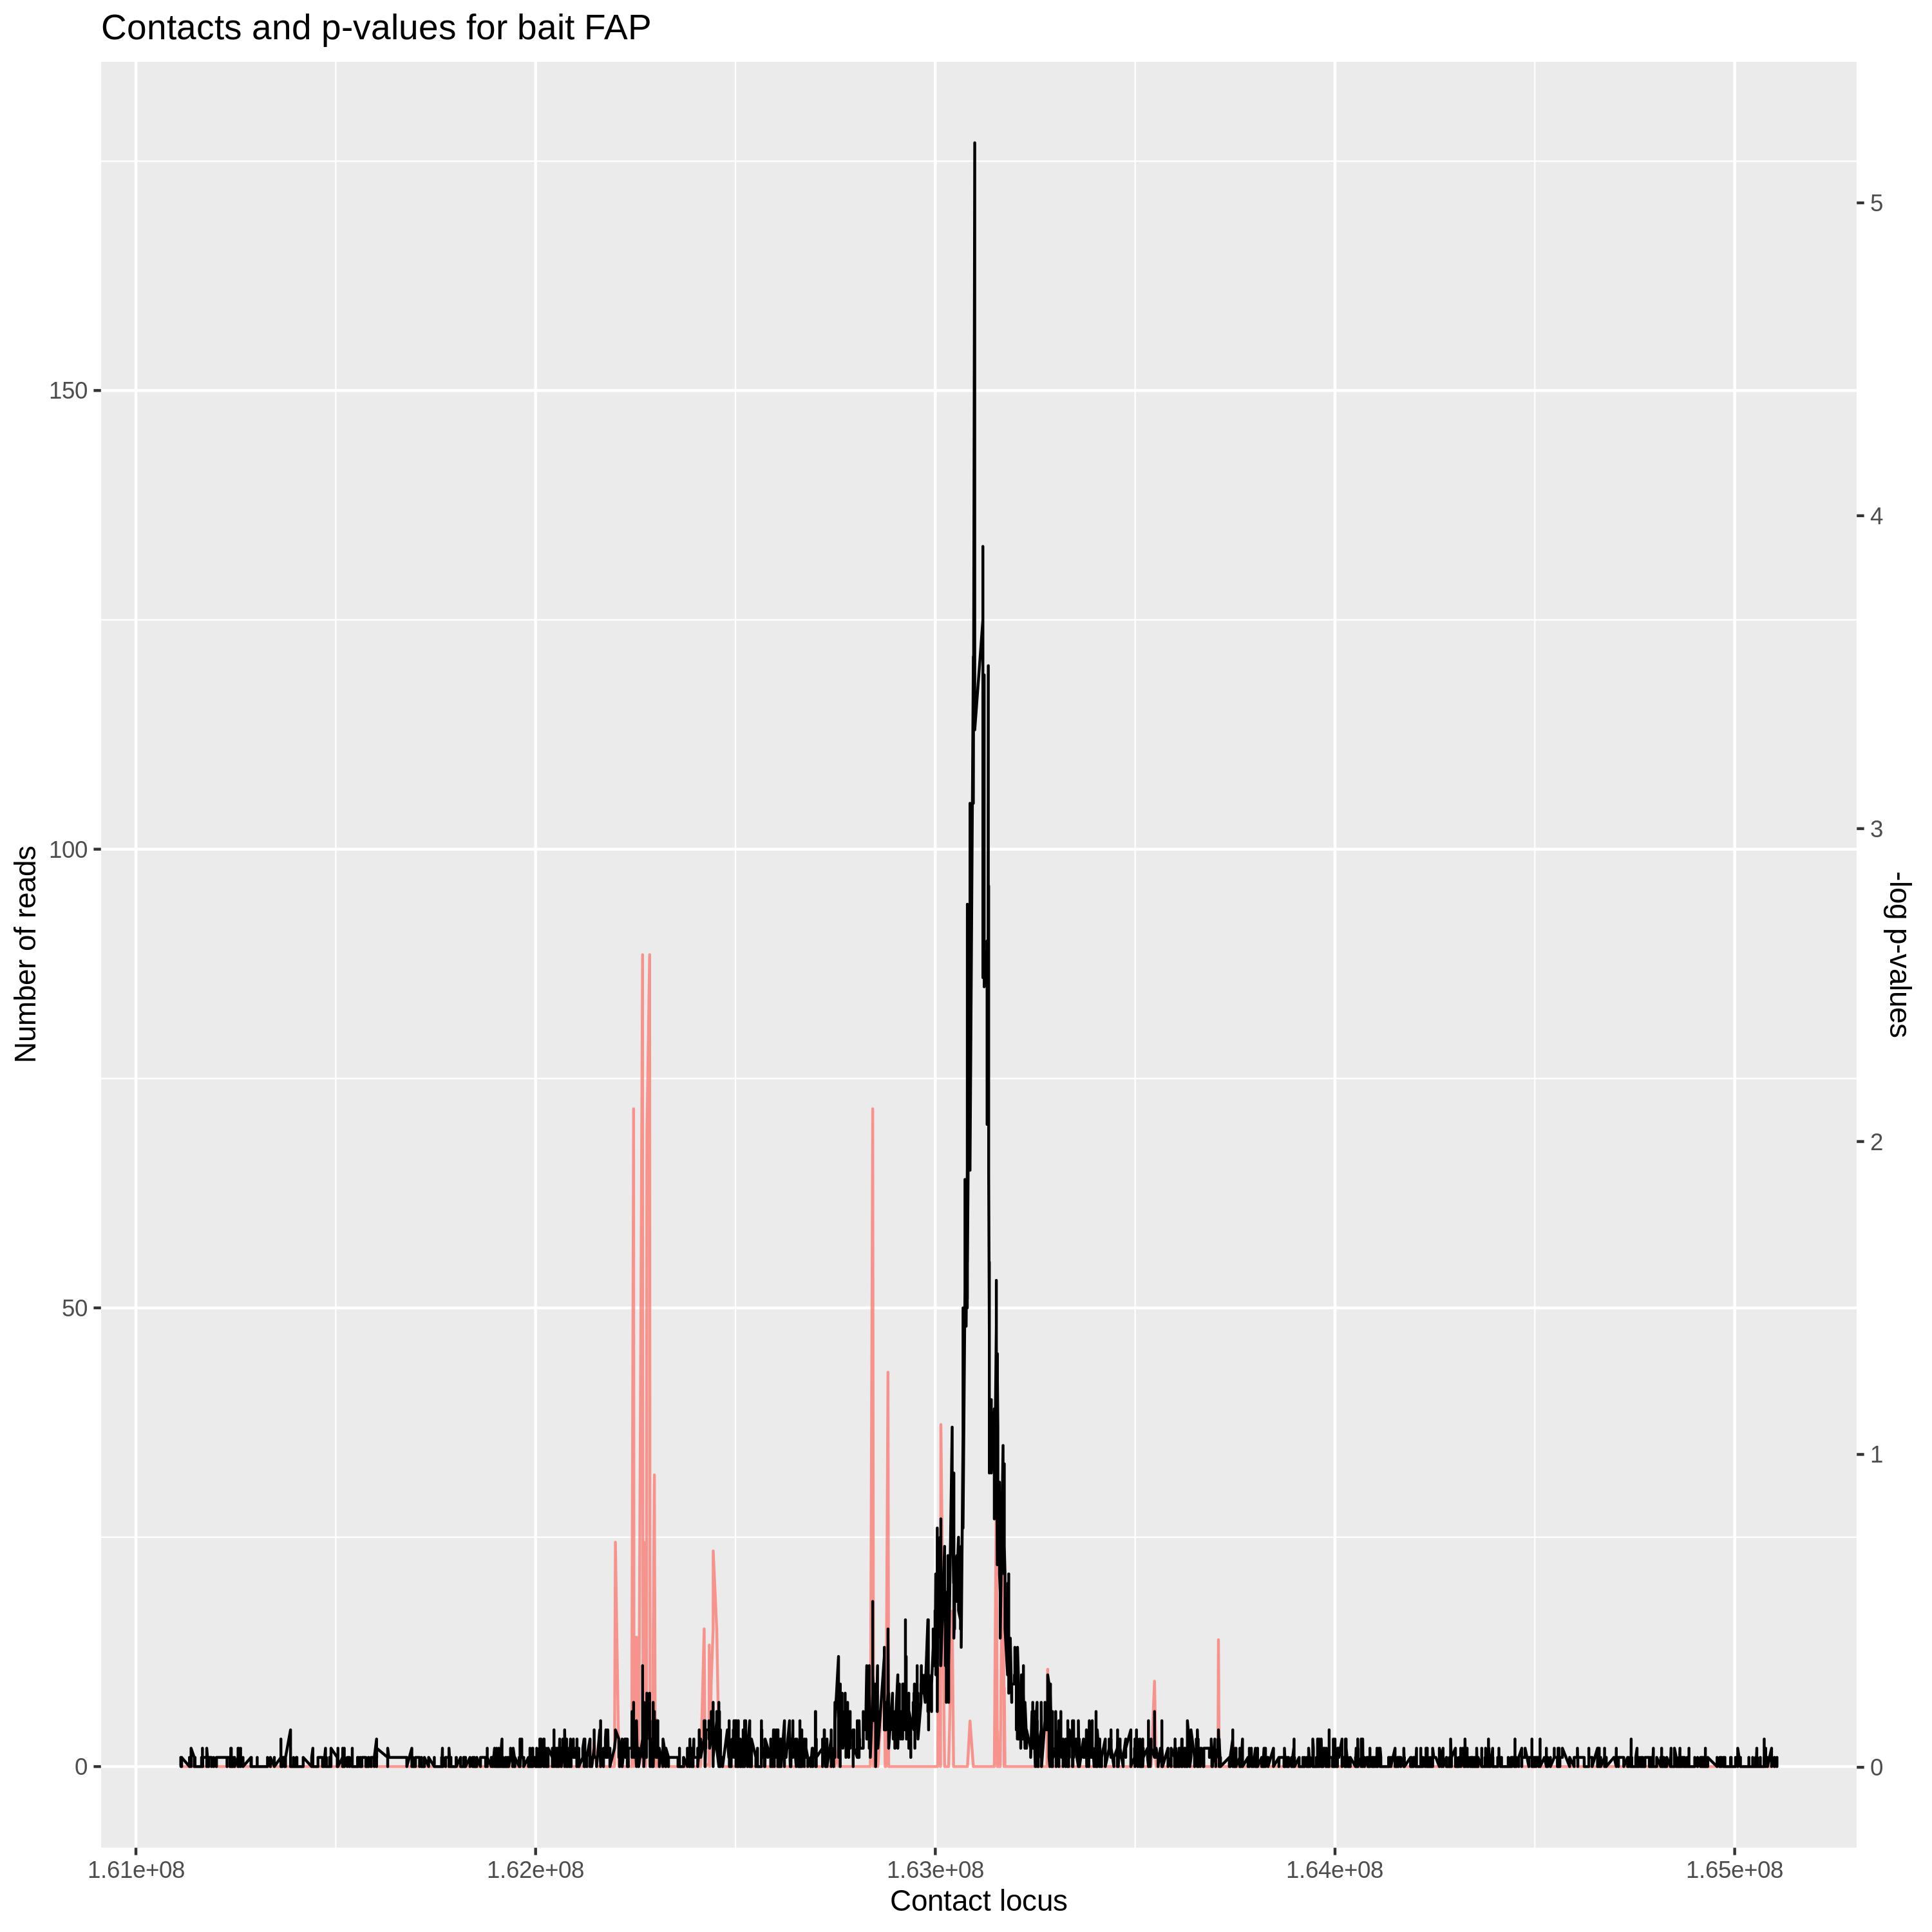 Contacts and p-values for bait FAP
Number of reads
150
100
50
0
5
4
3
2
1
0
-log p-values
1.61e+08 1.62e+08 1.63e+08 1.64e+08 1.65e+08
Contact locus